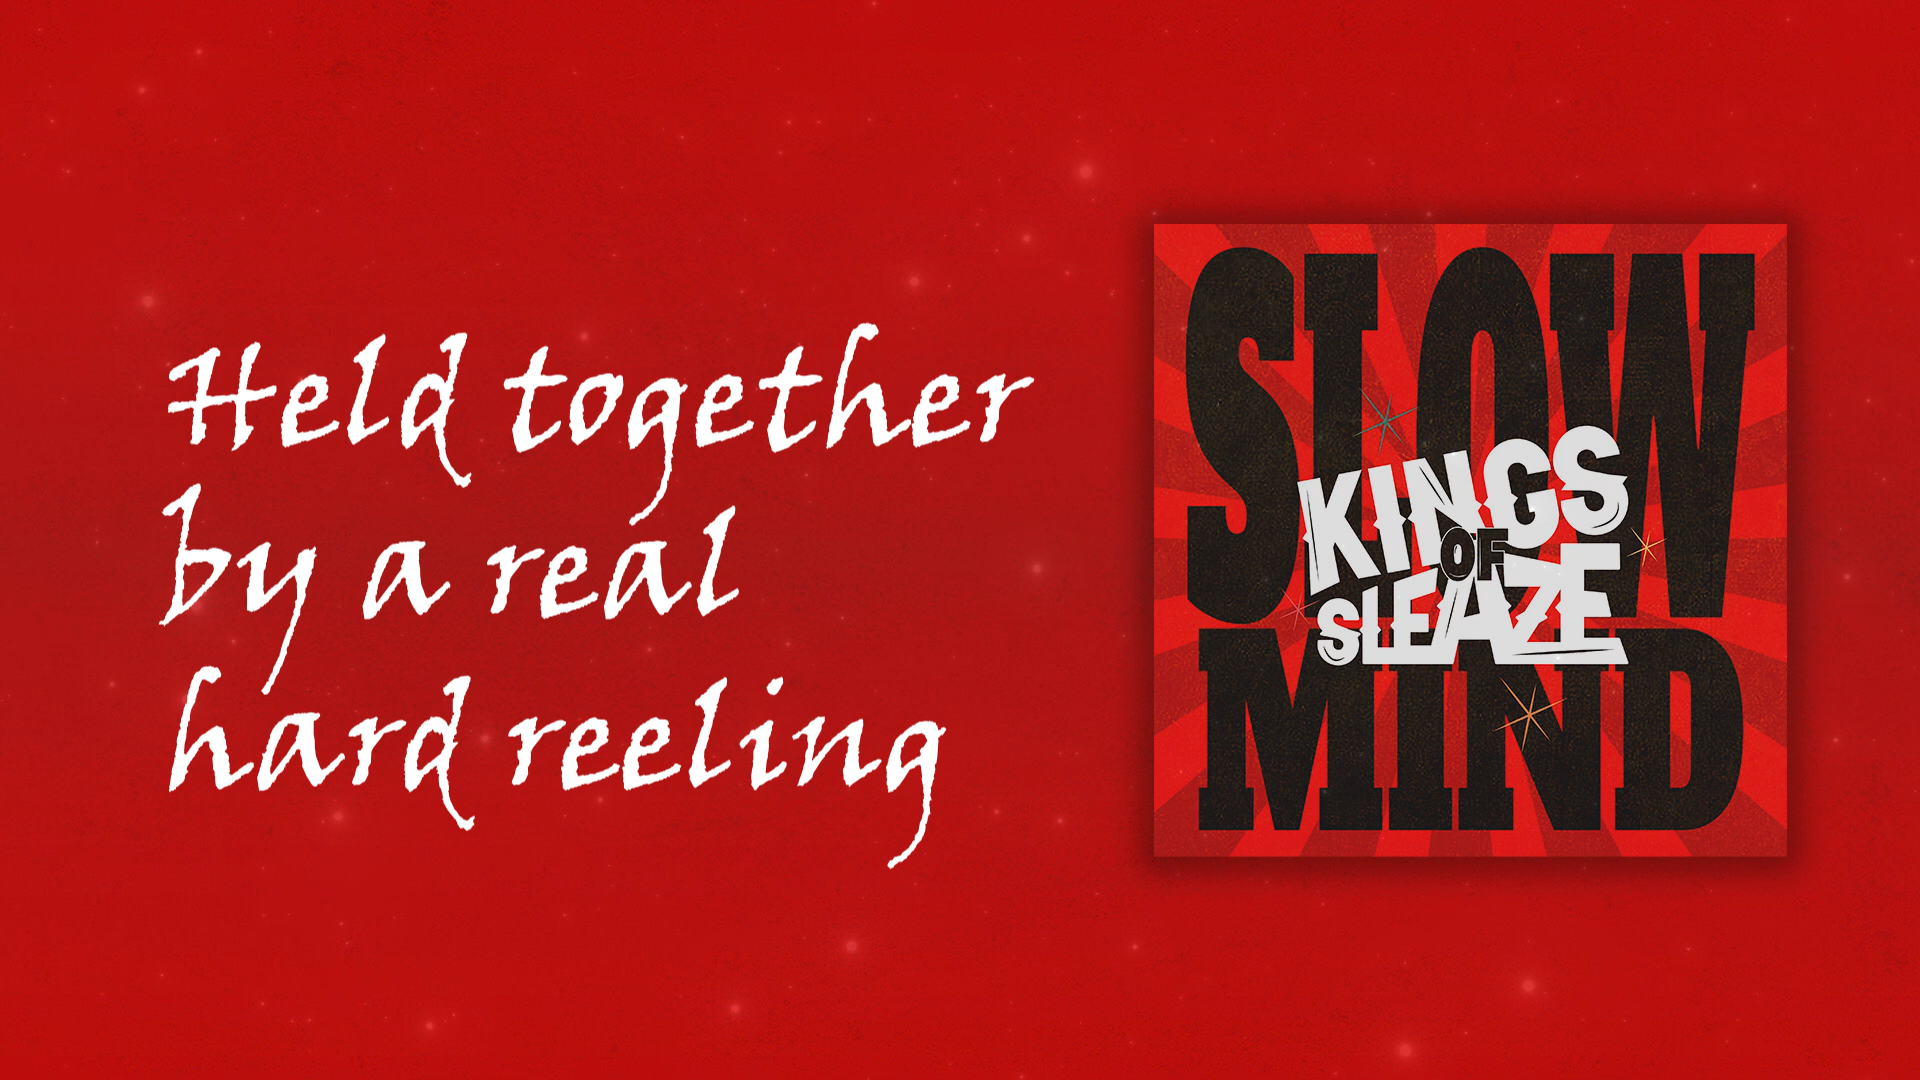 Held together
by a real
hard reeling
SLOW
KINGS
OF
SLEAZE
MIND